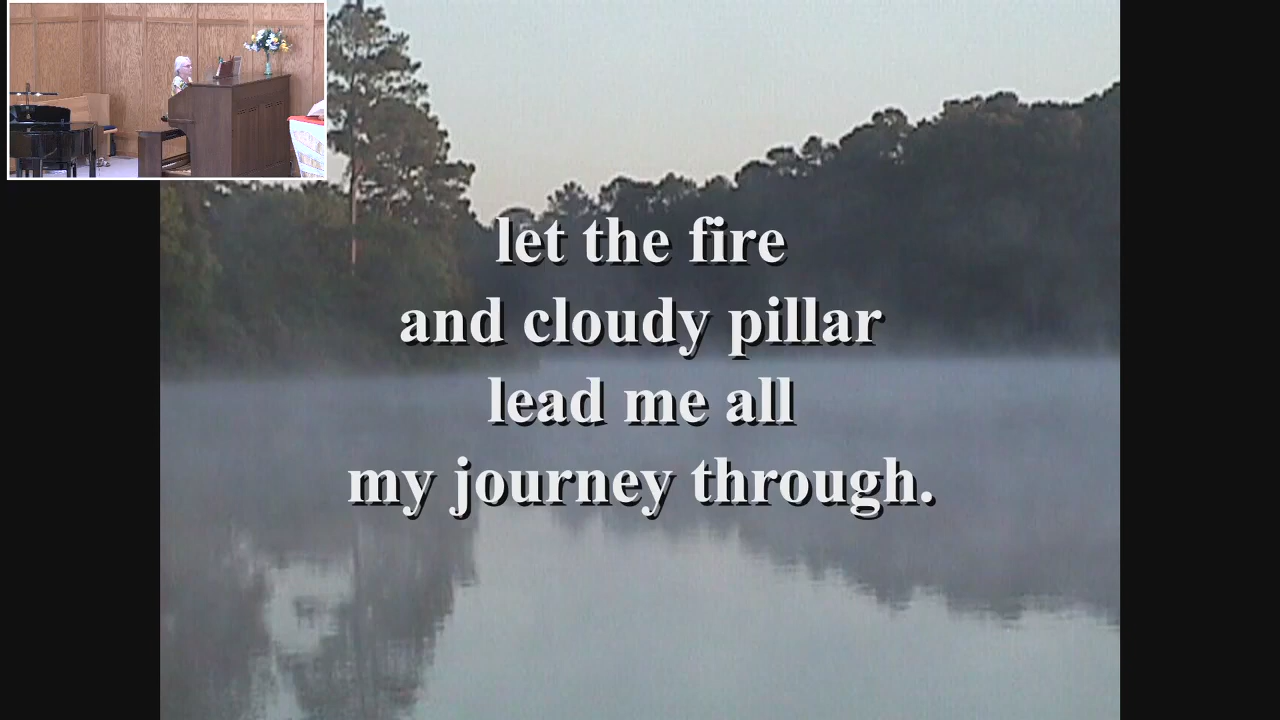 let the fire
and cloudy pillar
lead me all
my journey through.